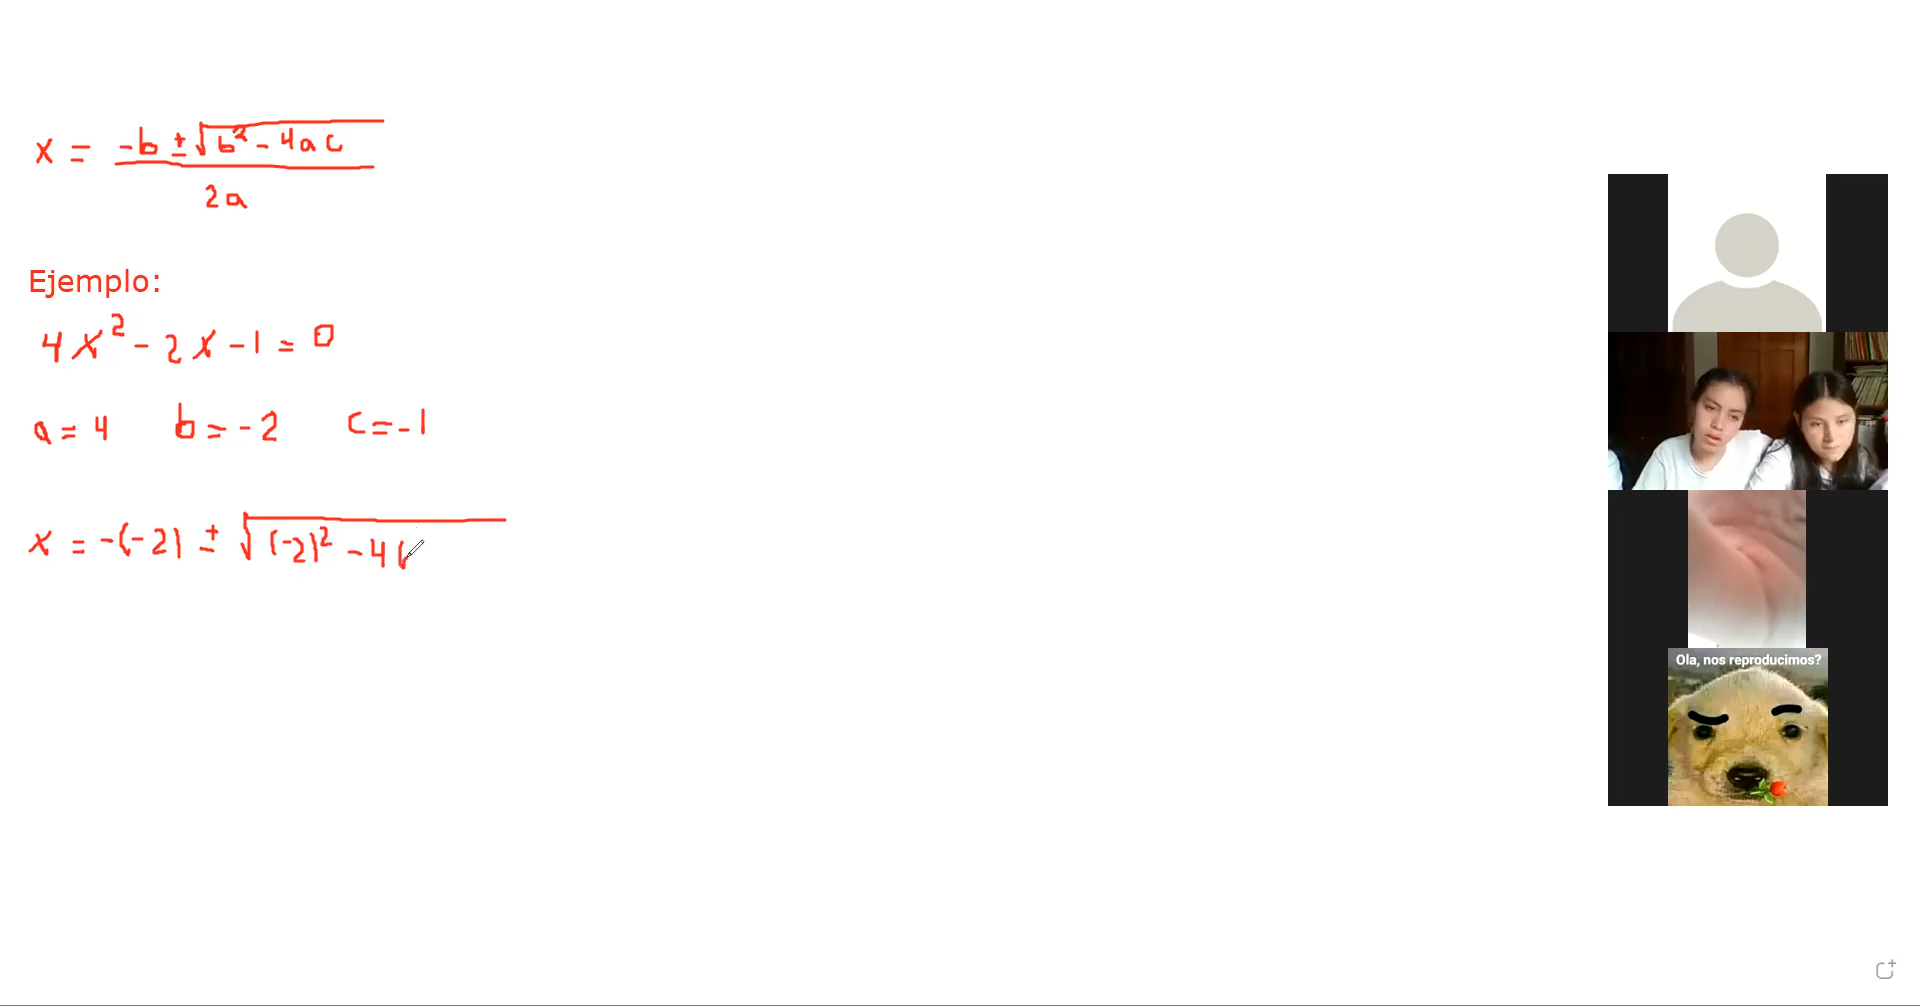 x = -b ± √b² - 4ac
2a
Ejemplo:
4x² - 2x - 1 = 0
a = 4 b = -2 c = -1
x = -(-2) ± √(-2)² - 4(
Ola, nos reproducimos?